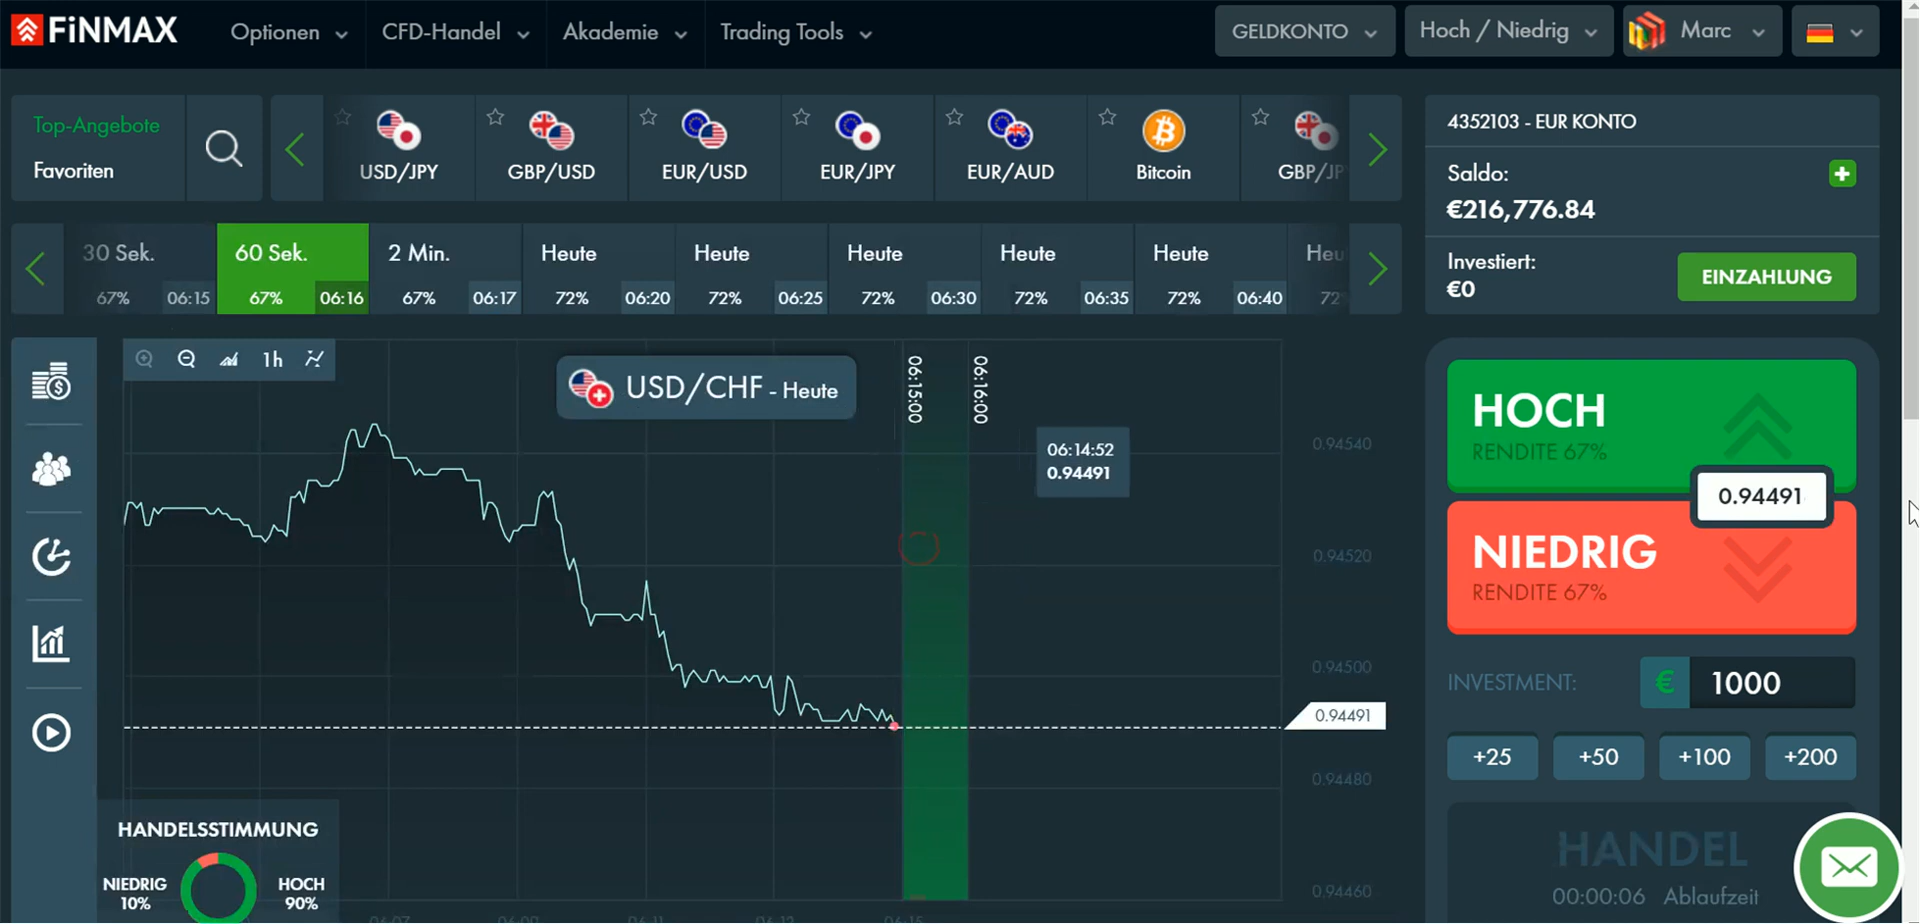 FiNMAX
Optionen
CFD-Handel
Akademie
Trading Tools
GELDKONTO
Hoch / Niedrig
Marc
Top-Angebote
Favoriten
USD/JPY
GBP/USD
EUR/USD
EUR/JPY
EUR/AUD
Bitcoin
GBP/JP
4352103 - EUR KONTO
Saldo:
€216,776.84
Investiert:
€0
EINZAHLUNG
30 Sek.
67% 06:15
60 Sek.
67% 06:16
2 Min.
67% 06:17
Heute
72% 06:20
Heute
72% 06:25
Heute
72% 06:30
Heute
72% 06:35
Heute
72% 06:40
Heu
72
1h
USD/CHF - Heute
06:15:00
06:16:00
06:14:52
0.94491
0.94540
0.94520
0.94500
0.94491
0.94480
0.94460
HOCH
RENDITE 67%
0.94491
NIEDRIG
RENDITE 67%
INVESTMENT:
€ 1000
+25
+50
+100
+200
HANDEL
00:00:06 Ablaufzeit
HANDELSSTIMMUNG
NIEDRIG
10%
HOCH
90%